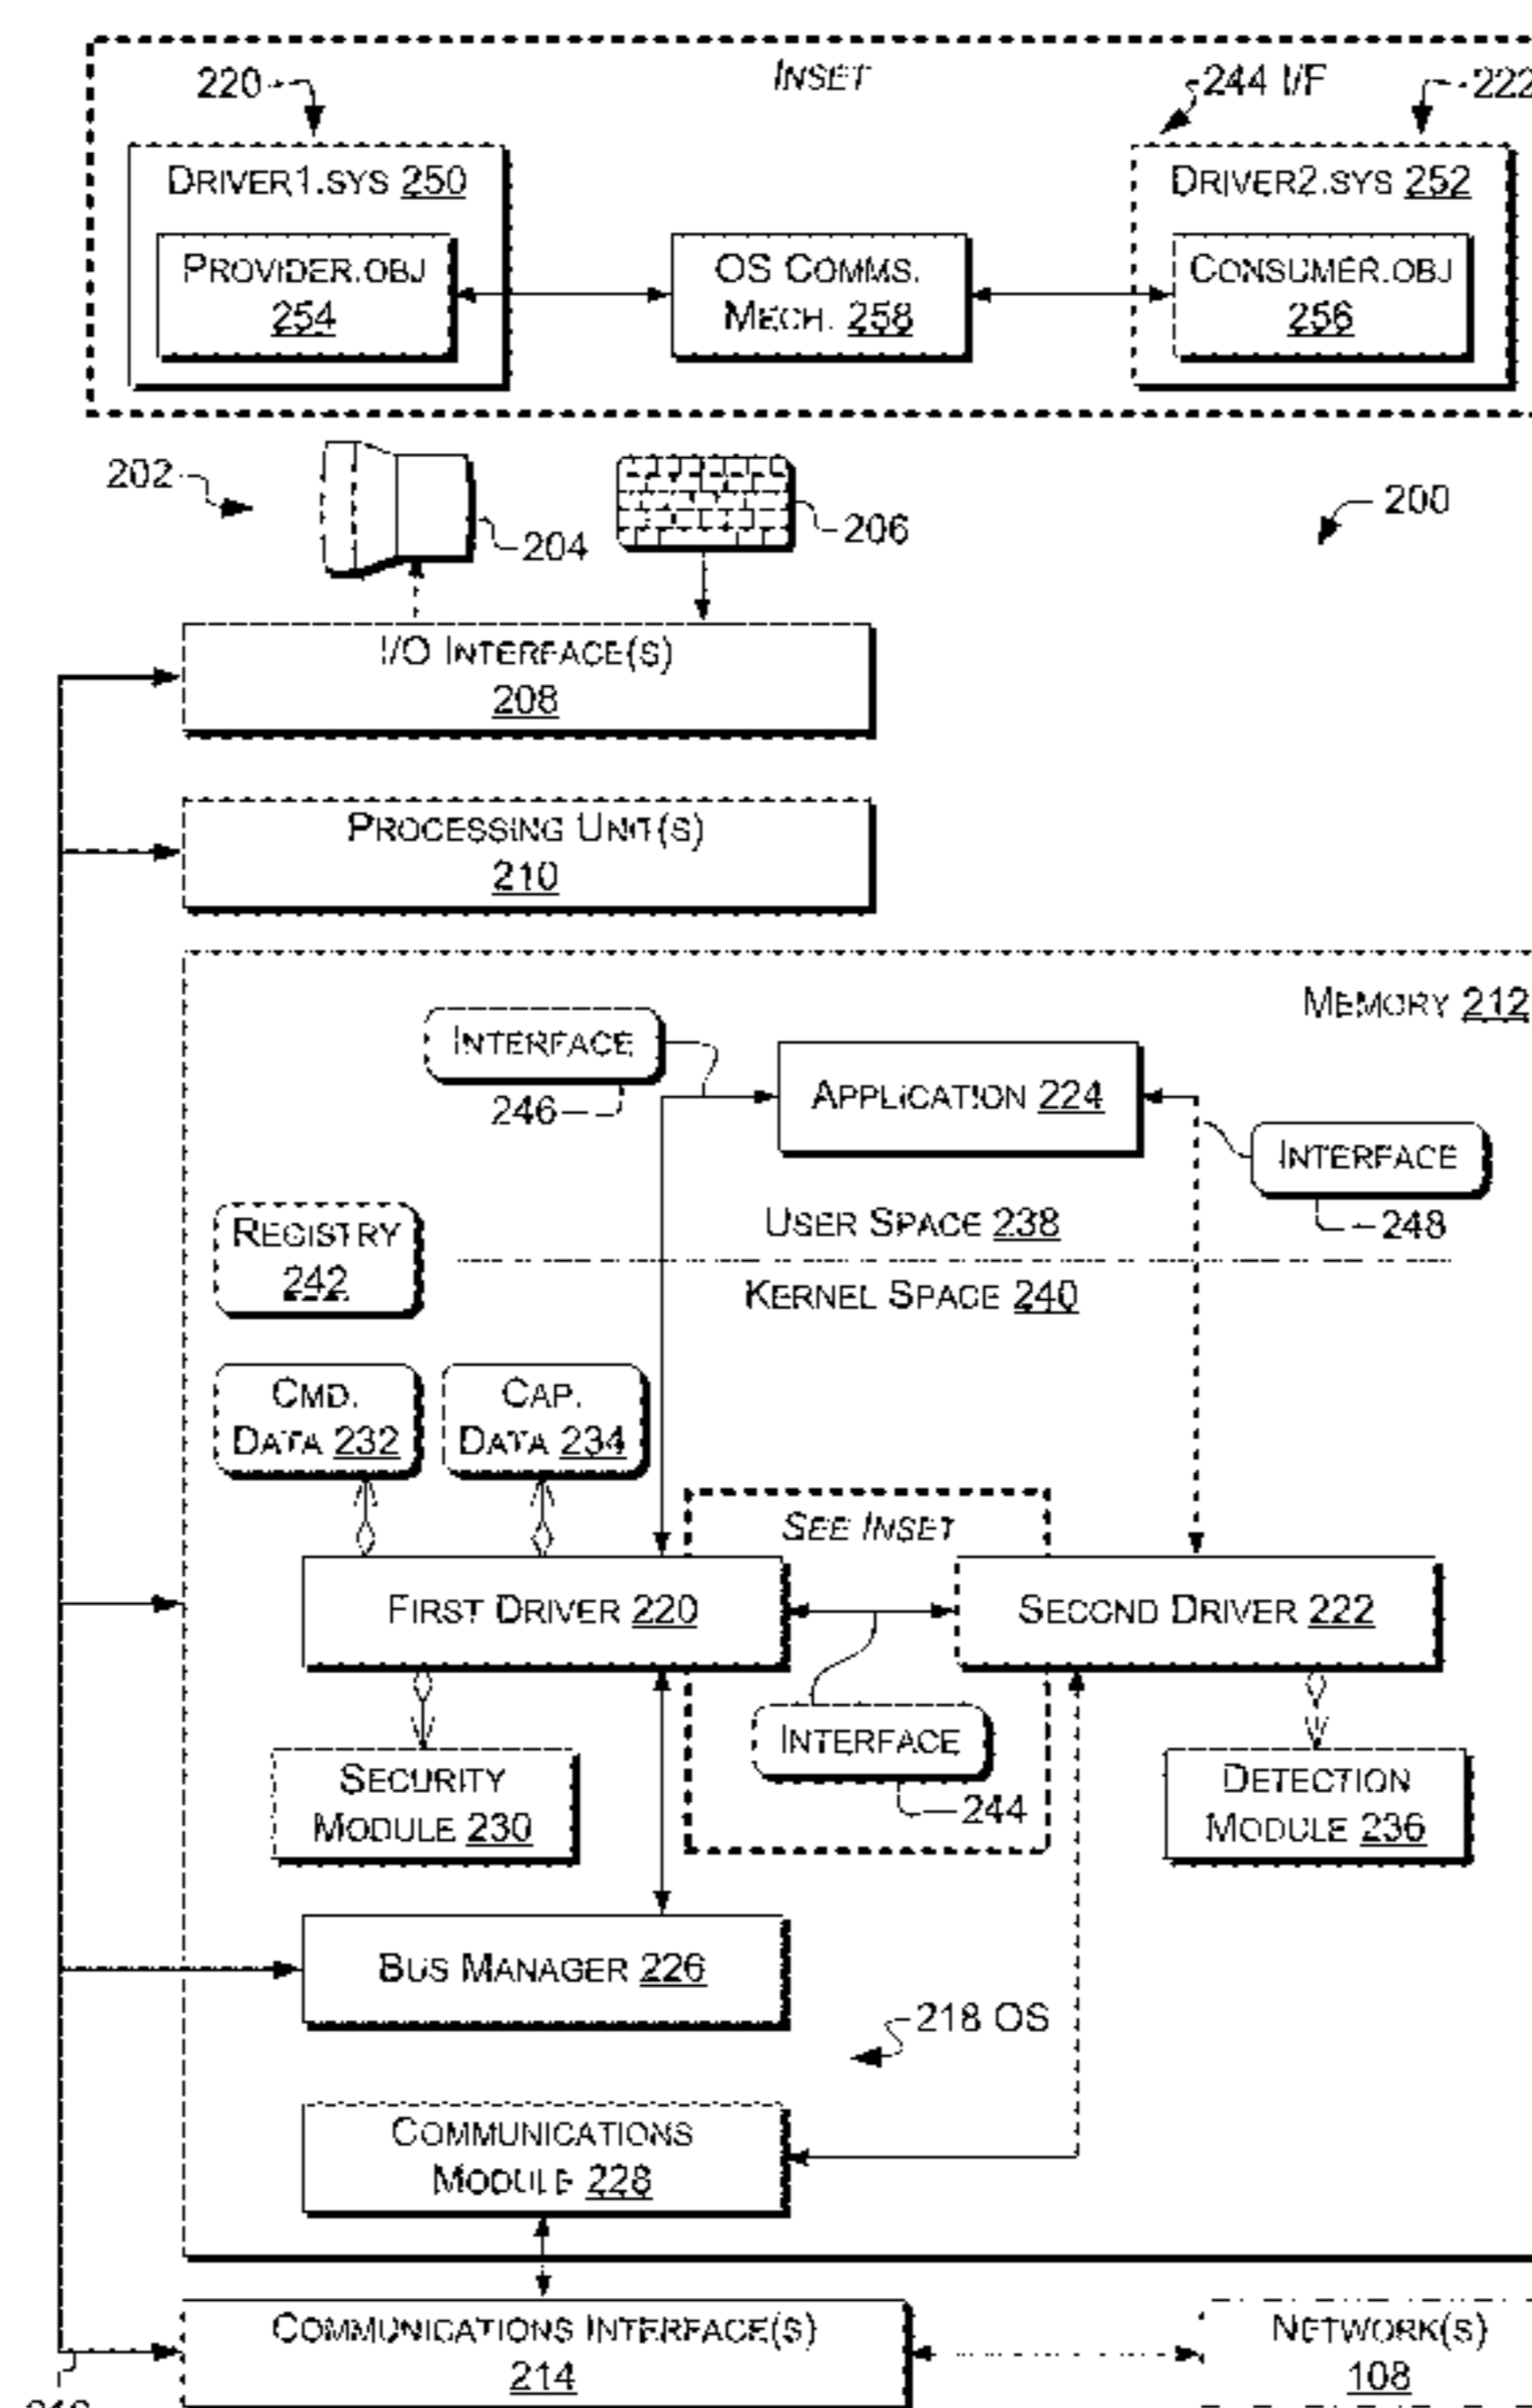 INSET
220
244 I/F
222
DRIVER1.SYS 250
DRIVER2.SYS 252
PROVIDER.OBJ
254
OS COMMS.
MECH. 258
CONSUMER.OBJ
256
202
204
206
200
I/O INTERFACE(S)
208
PROCESSING UNIT(S)
210
MEMORY 212
INTERFACE
246
APPLICATION 224
INTERFACE
248
REGISTRY
242
USER SPACE 238
KERNEL SPACE 240
CMD.
DATA 232
CAP.
DATA 234
SEE INSET
FIRST DRIVER 220
SECOND DRIVER 222
INTERFACE
244
SECURITY
MODULE 230
DETECTION
MODULE 236
BUS MANAGER 226
218 OS
COMMUNICATIONS
MODULE 228
COMMUNICATIONS INTERFACE(S)
214
NETWORK(S)
108